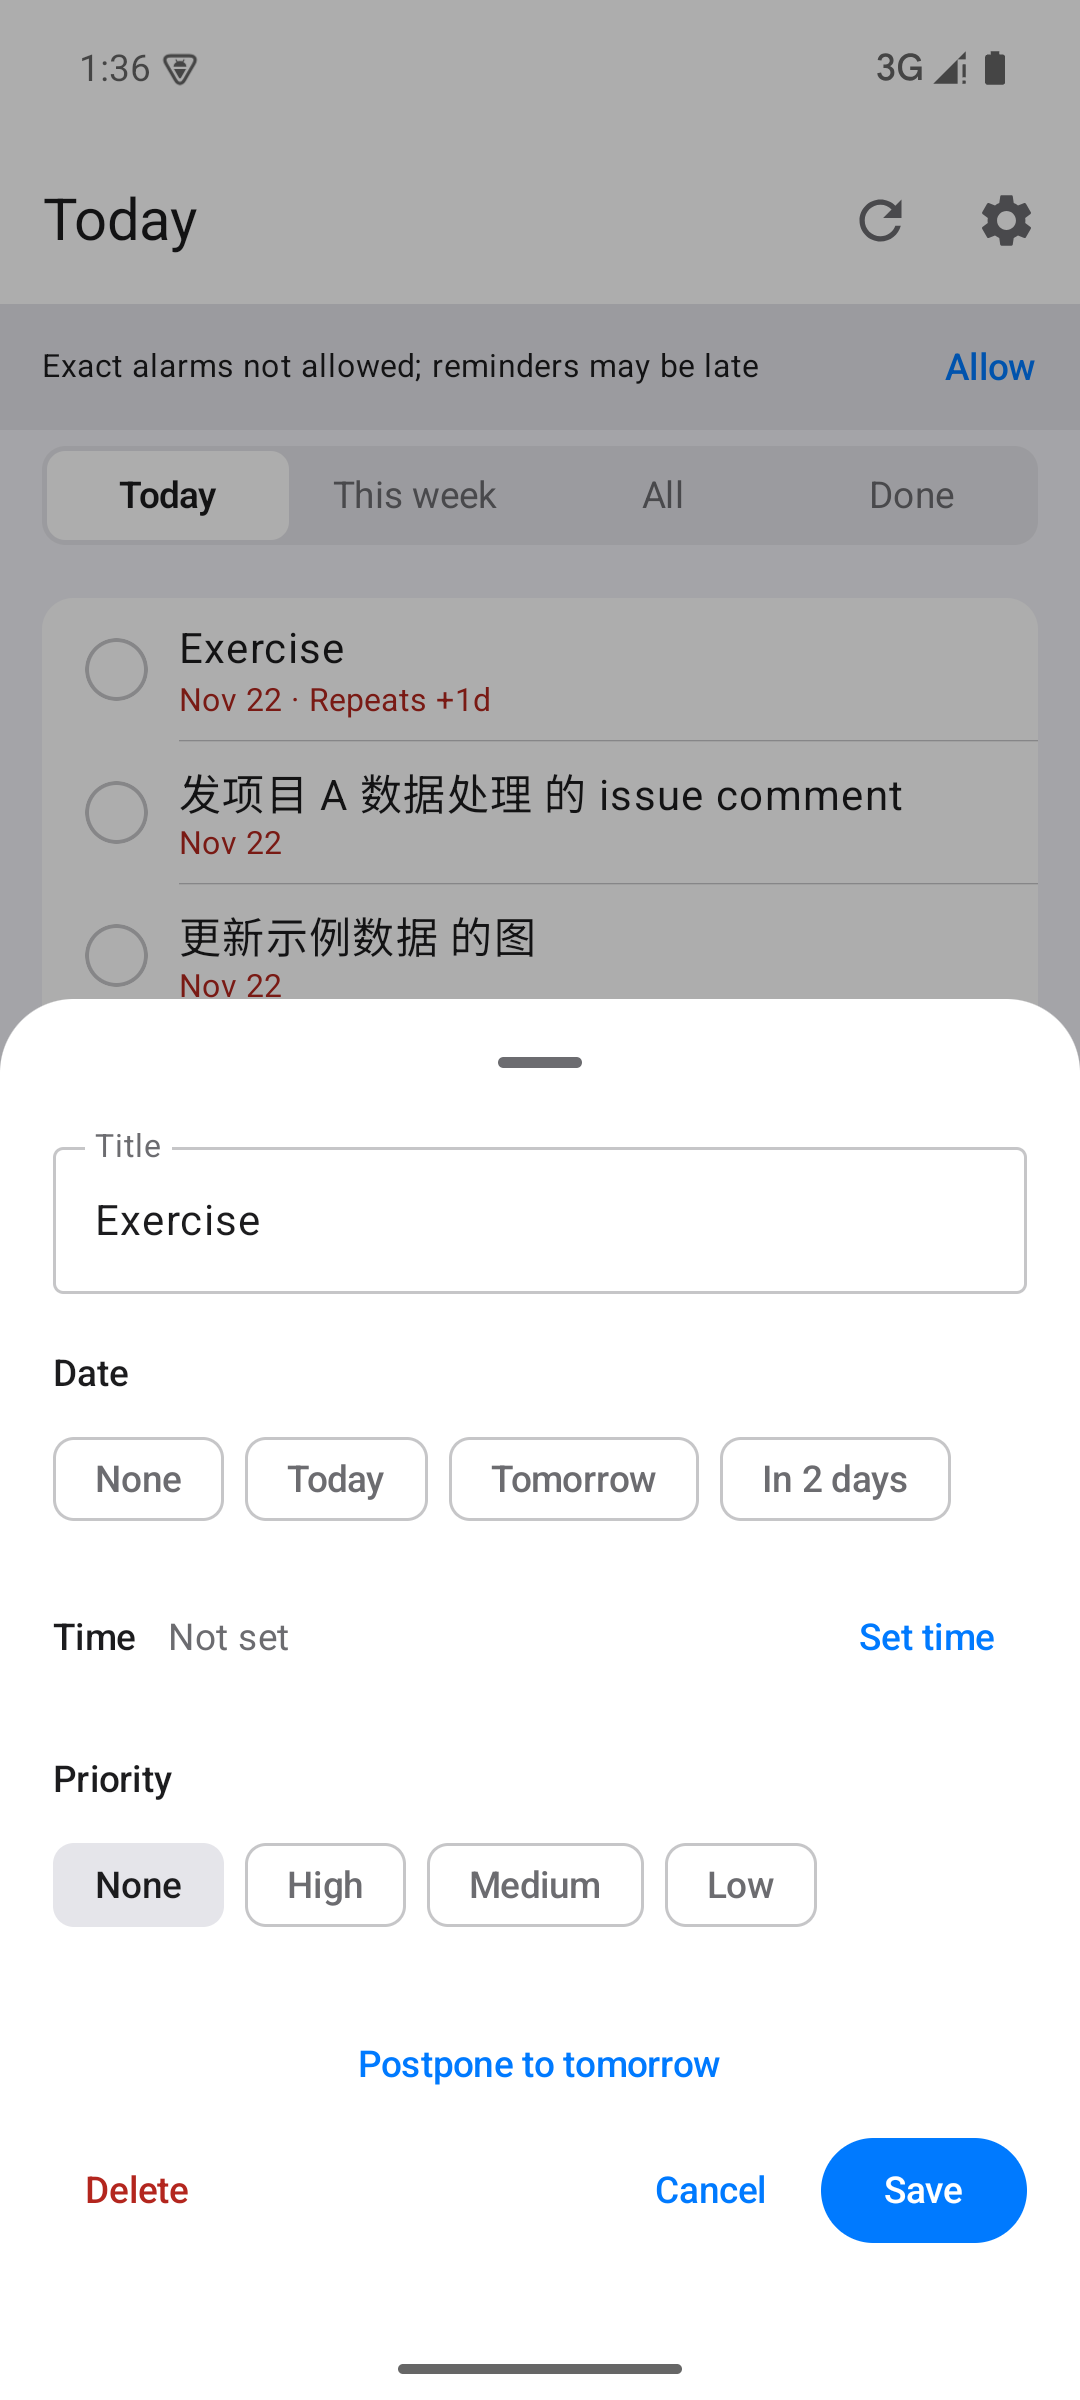 1:36
3G
Today
Exact alarms not allowed; reminders may be late
Allow
Today
This week
All
Done
Exercise
Nov 22 · Repeats +1d
发项目 A 数据处理 的 issue comment
Nov 22
更新示例数据 的图
Nov 22
Title
Exercise
Date
None
Today
Tomorrow
In 2 days
Time
Not set
Set time
Priority
None
High
Medium
Low
Postpone to tomorrow
Delete
Cancel
Save